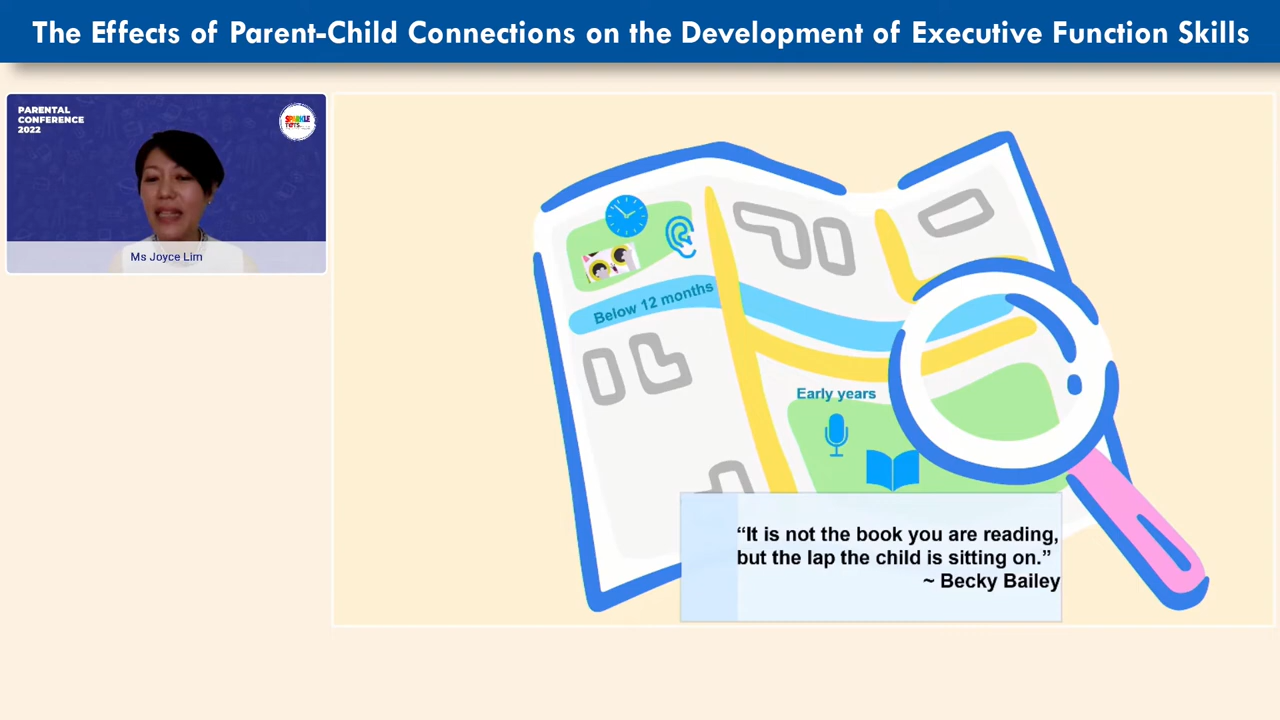 The Effects of Parent-Child Connections on the Development of Executive Function Skills
PARENTAL
CONFERENCE
2022
SPARKLE
TOTS
Ms Joyce Lim
Below 12 months
Early years
“It is not the book you are reading,
but the lap the child is sitting on.”
~ Becky Bailey